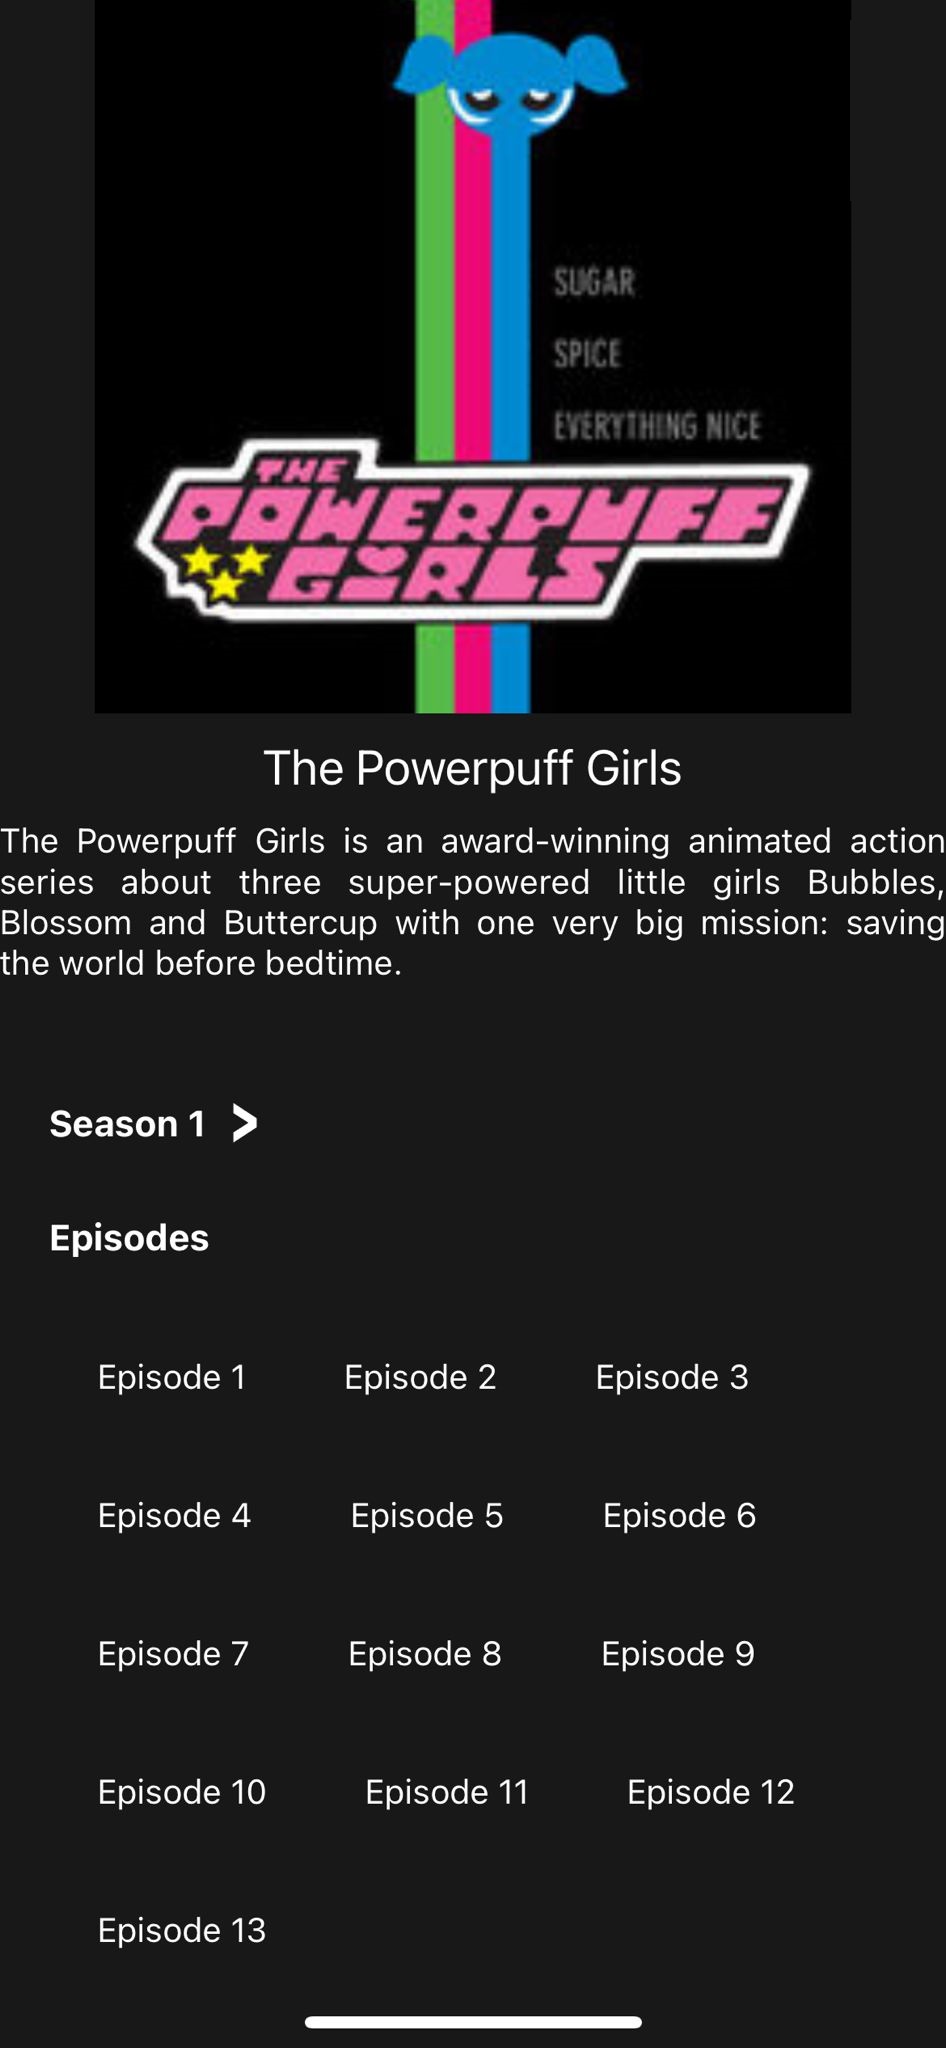 SUGAR
SPICE
EVERYTHING NICE
THE
POWERPUFF
GIRLS
The Powerpuff Girls
The Powerpuff Girls is an award-winning animated action
series about three super-powered little girls Bubbles,
Blossom and Buttercup with one very big mission: saving
the world before bedtime.
Season 1 >
Episodes
Episode 1 Episode 2 Episode 3
Episode 4 Episode 5 Episode 6
Episode 7 Episode 8 Episode 9
Episode 10 Episode 11 Episode 12
Episode 13